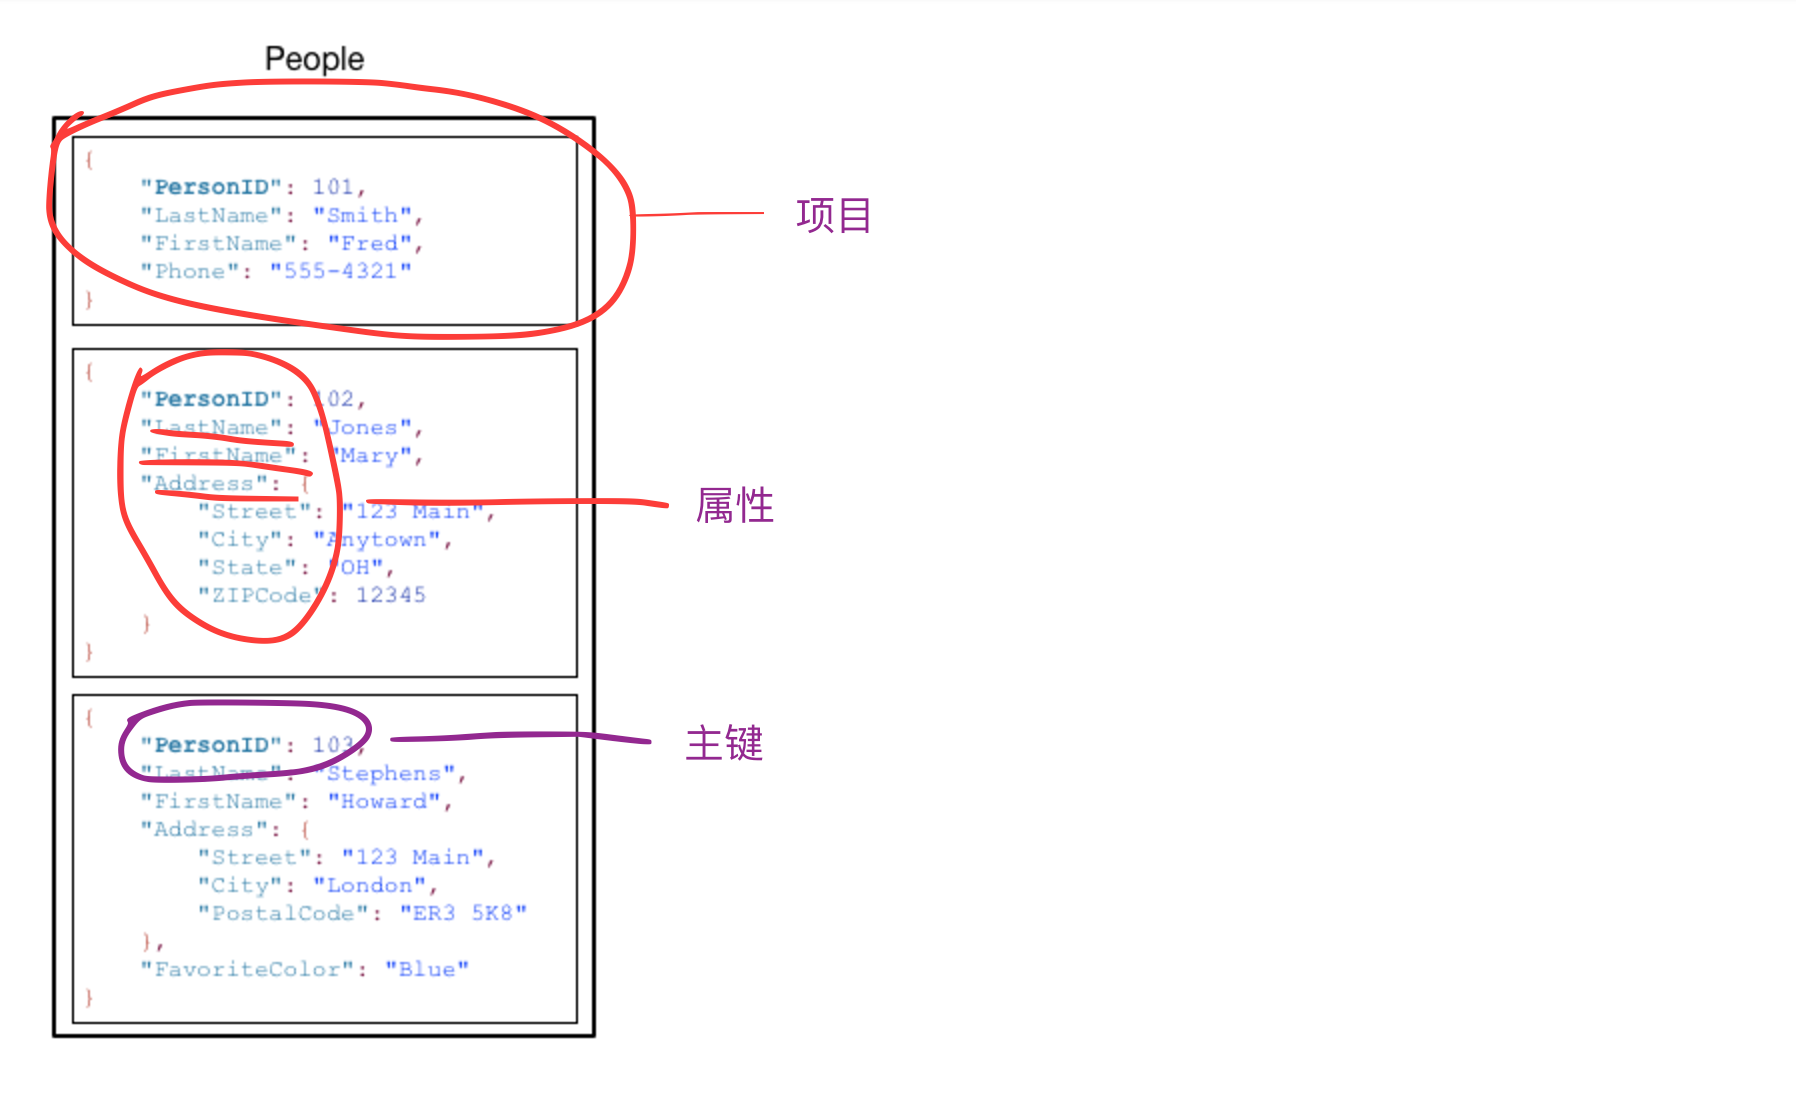 People
{
"PersonID": 101,
"LastName": "Smith",
"FirstName": "Fred",
"Phone": "555-4321"
}
项目
{
"PersonID": 102,
"LastName": "Jones",
"FirstName": "Mary",
"Address": {
"Street": "123 Main",
"City": "Anytown",
"State": "OH",
"ZIPCode": 12345
}
}
属性
{
"PersonID": 103,
"LastName": "Stephens",
"FirstName": "Howard",
"Address": {
"Street": "123 Main",
"City": "London",
"PostalCode": "ER3 5K8"
},
"FavoriteColor": "Blue"
}
主键